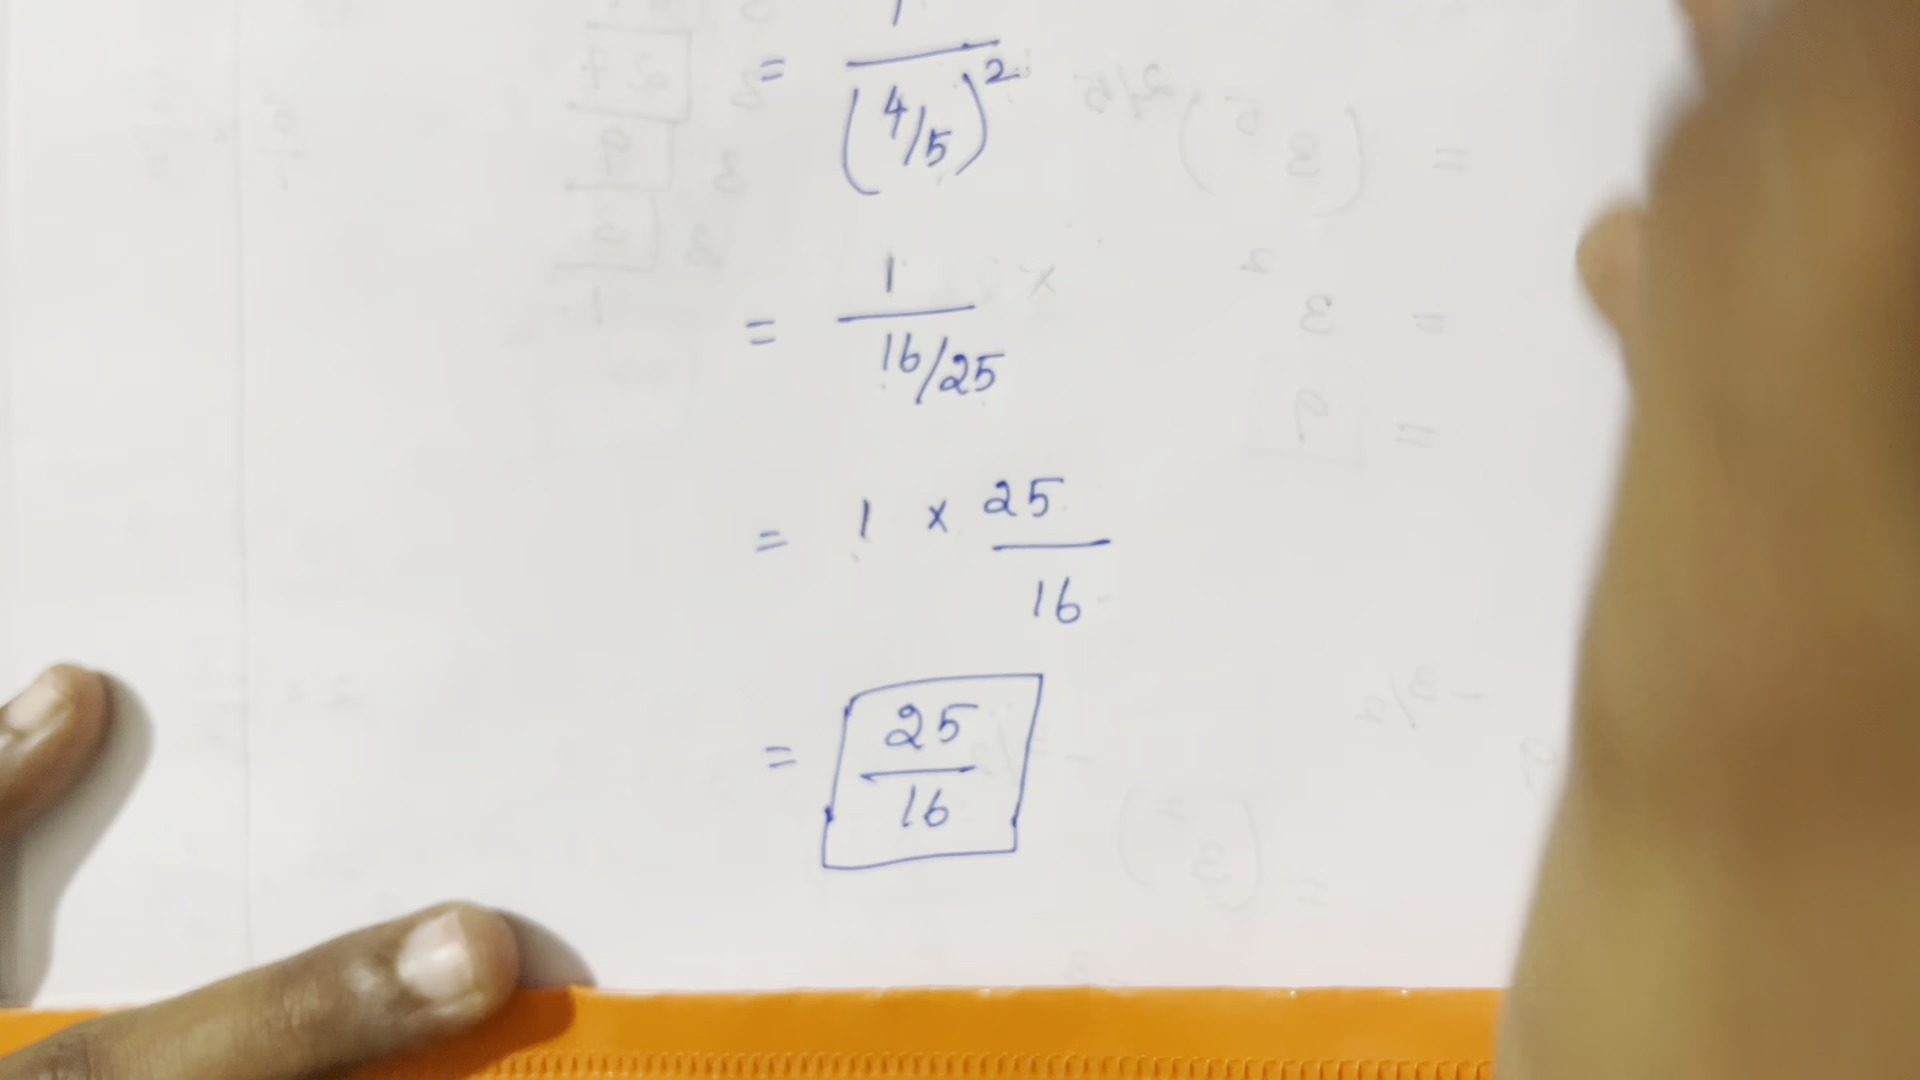 = 1/(4/5)²
= 1/(16/25)
= 1 × 25/16
= 25/16